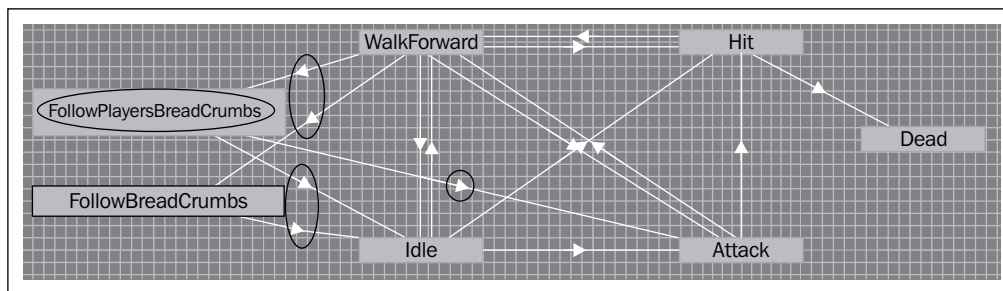 WalkForward
Hit
FollowPlayersBreadCrumbs
Dead
FollowBreadCrumbs
Idle
Attack